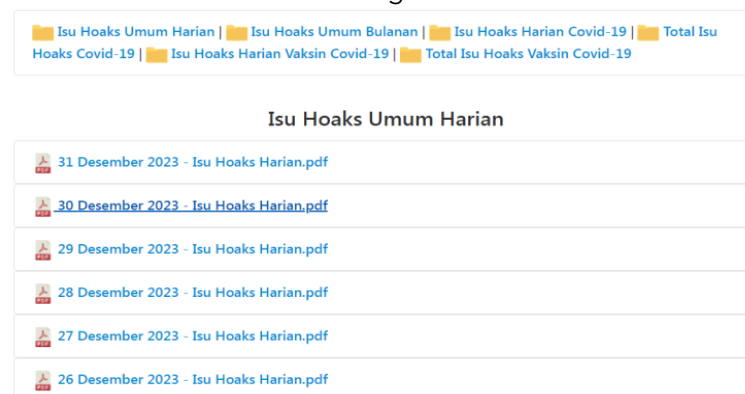 Isu Hoaks Umum Harian | Isu Hoaks Umum Bulanan | Isu Hoaks Harian Covid-19 | Total Isu
Hoaks Covid-19 | Isu Hoaks Harian Vaksin Covid-19 | Total Isu Hoaks Vaksin Covid-19
Isu Hoaks Umum Harian
31 Desember 2023 - Isu Hoaks Harian.pdf
30 Desember 2023 - Isu Hoaks Harian.pdf
29 Desember 2023 - Isu Hoaks Harian.pdf
28 Desember 2023 - Isu Hoaks Harian.pdf
27 Desember 2023 - Isu Hoaks Harian.pdf
26 Desember 2023 - Isu Hoaks Harian.pdf